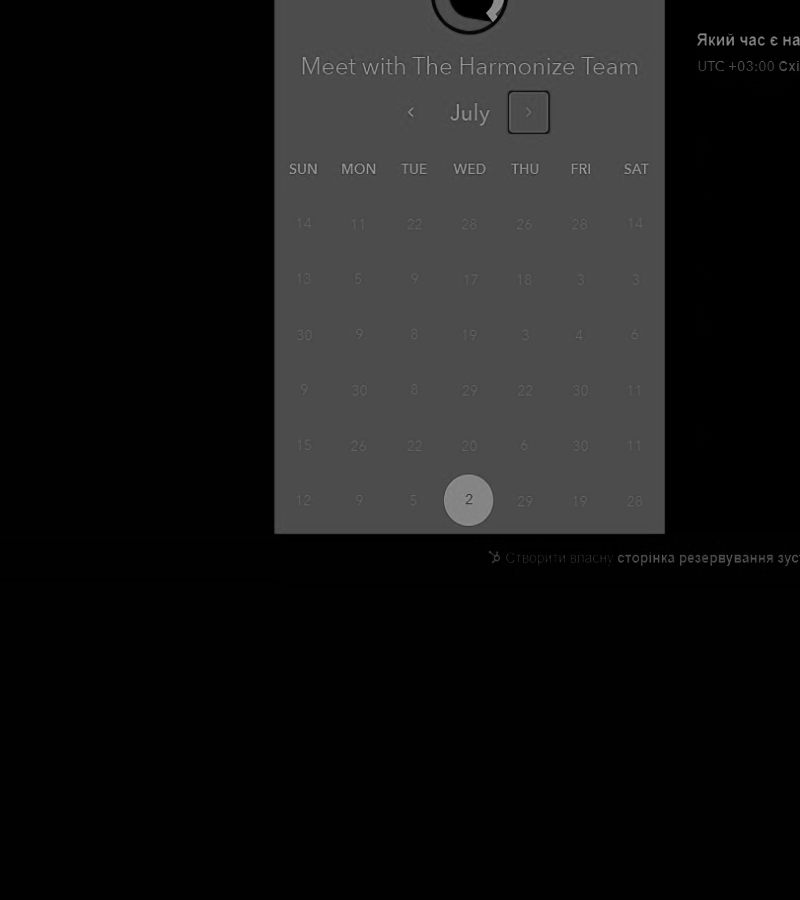 Який час є на
UTC +03:00 Схі
Meet with The Harmonize Team
July
SUN MON TUE WED THU FRI SAT
14 11 22 28 26 28 14
13 5 9 17 18 3 3
30 9 8 19 3 4 6
9 30 8 29 22 30 11
15 26 22 20 6 30 11
12 9 5 2 29 19 28
Створити власну сторінка резервування зус